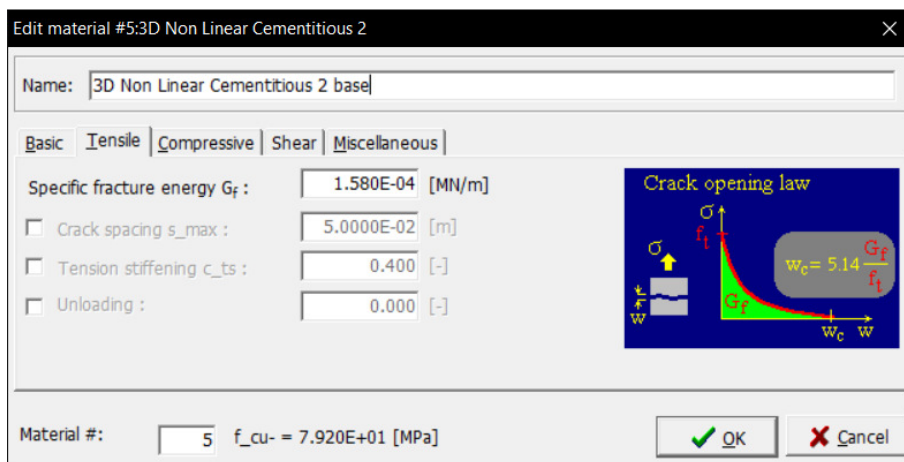 Edit material #5:3D Non Linear Cementitious 2
Name: 3D Non Linear Cementitious 2 base
Basic Tensile Compressive Shear Miscellaneous
Specific fracture energy Gf : 1.580E-04 [MN/m]
Crack spacing s_max : 5.0000E-02 [m]
Tension stiffening c_ts : 0.400 [-]
Unloading : 0.000 [-]
Crack opening law
σ
ft
σ
wc = 5.14 Gf/ft
w
Gf
wc w
Material #: 5 f_cu- = 7.920E+01 [MPa]
OK Cancel